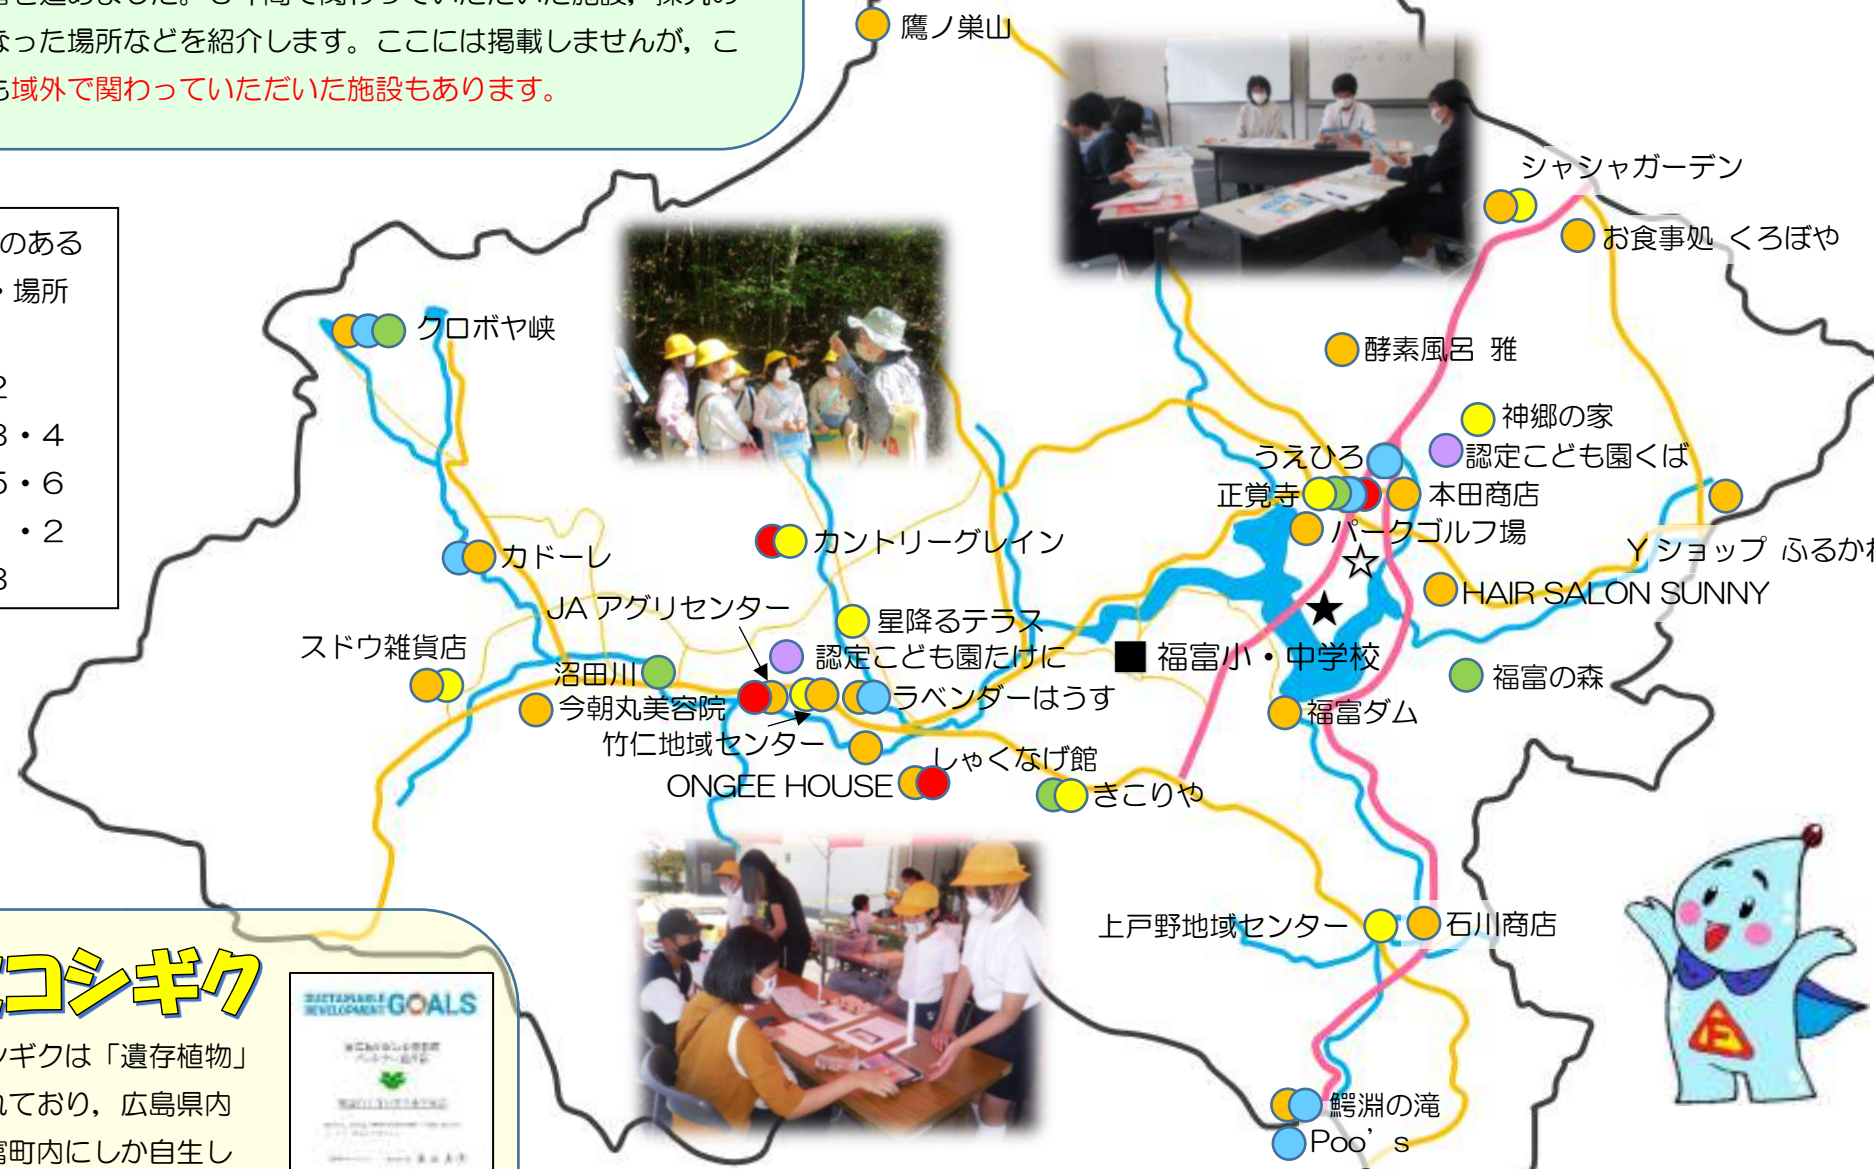 なった場所などを紹介します。ここには掲載しませんが，こ
も域外で関わっていただいた施設もあります。
鷹ノ巣山
のある
・場所
2
3・4
5・6
・2
3
シャシャガーデン
お食事処 くろぼや
クロボヤ峡
酵素風呂 雅
神郷の家
うえひろ
認定こども園くば
正覚寺
本田商店
パークゴルフ場
Yショップ ふるかわ
カドーレ
カントリーグレイン
HAIR SALON SUNNY
JAアグリセンター
星降るテラス
スドウ雑貨店
認定こども園たけに
福富小・中学校
沼田川
福富の森
ラベンダーはうす
今朝丸美容院
福富ダム
竹仁地域センター
しゃくなげ館
ONGEE HOUSE
きこりや
上戸野地域センター
石川商店
コシギク
SUSTAINABLE DEVELOPMENT GOALS
シギクは「遺存植物」
れており，広島県内
富町内にしか自生し
鰐淵の滝
Poo's
F